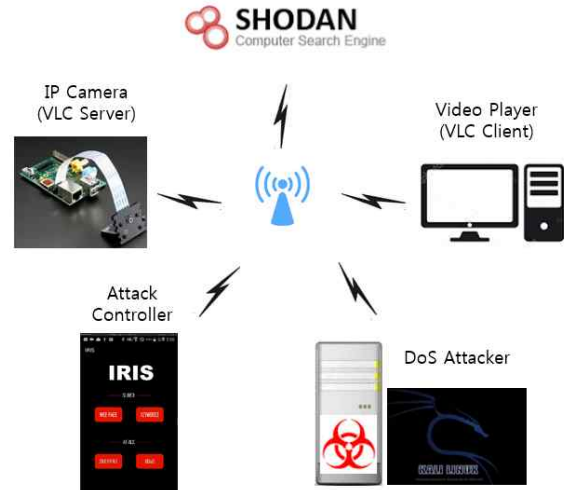 SHODAN
Computer Search Engine
IP Camera
(VLC Server)
Video Player
(VLC Client)
Attack
Controller
IRIS
IRIS
DoS Attacker
KALI LINUX